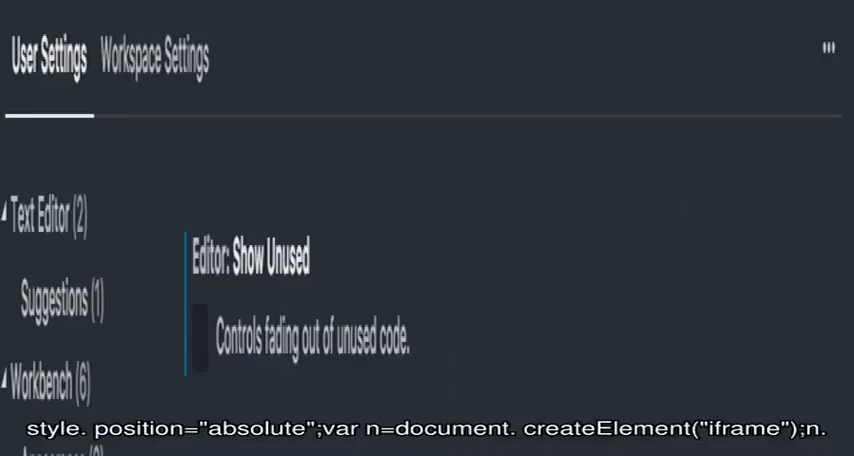 User Settings Workspace Settings
Text Editor (2)
Editor: Show Unused
Suggestions (1)
Controls fading out of unused code.
Workbench (6)
style. position="absolute";var n=document. createElement("iframe");n.